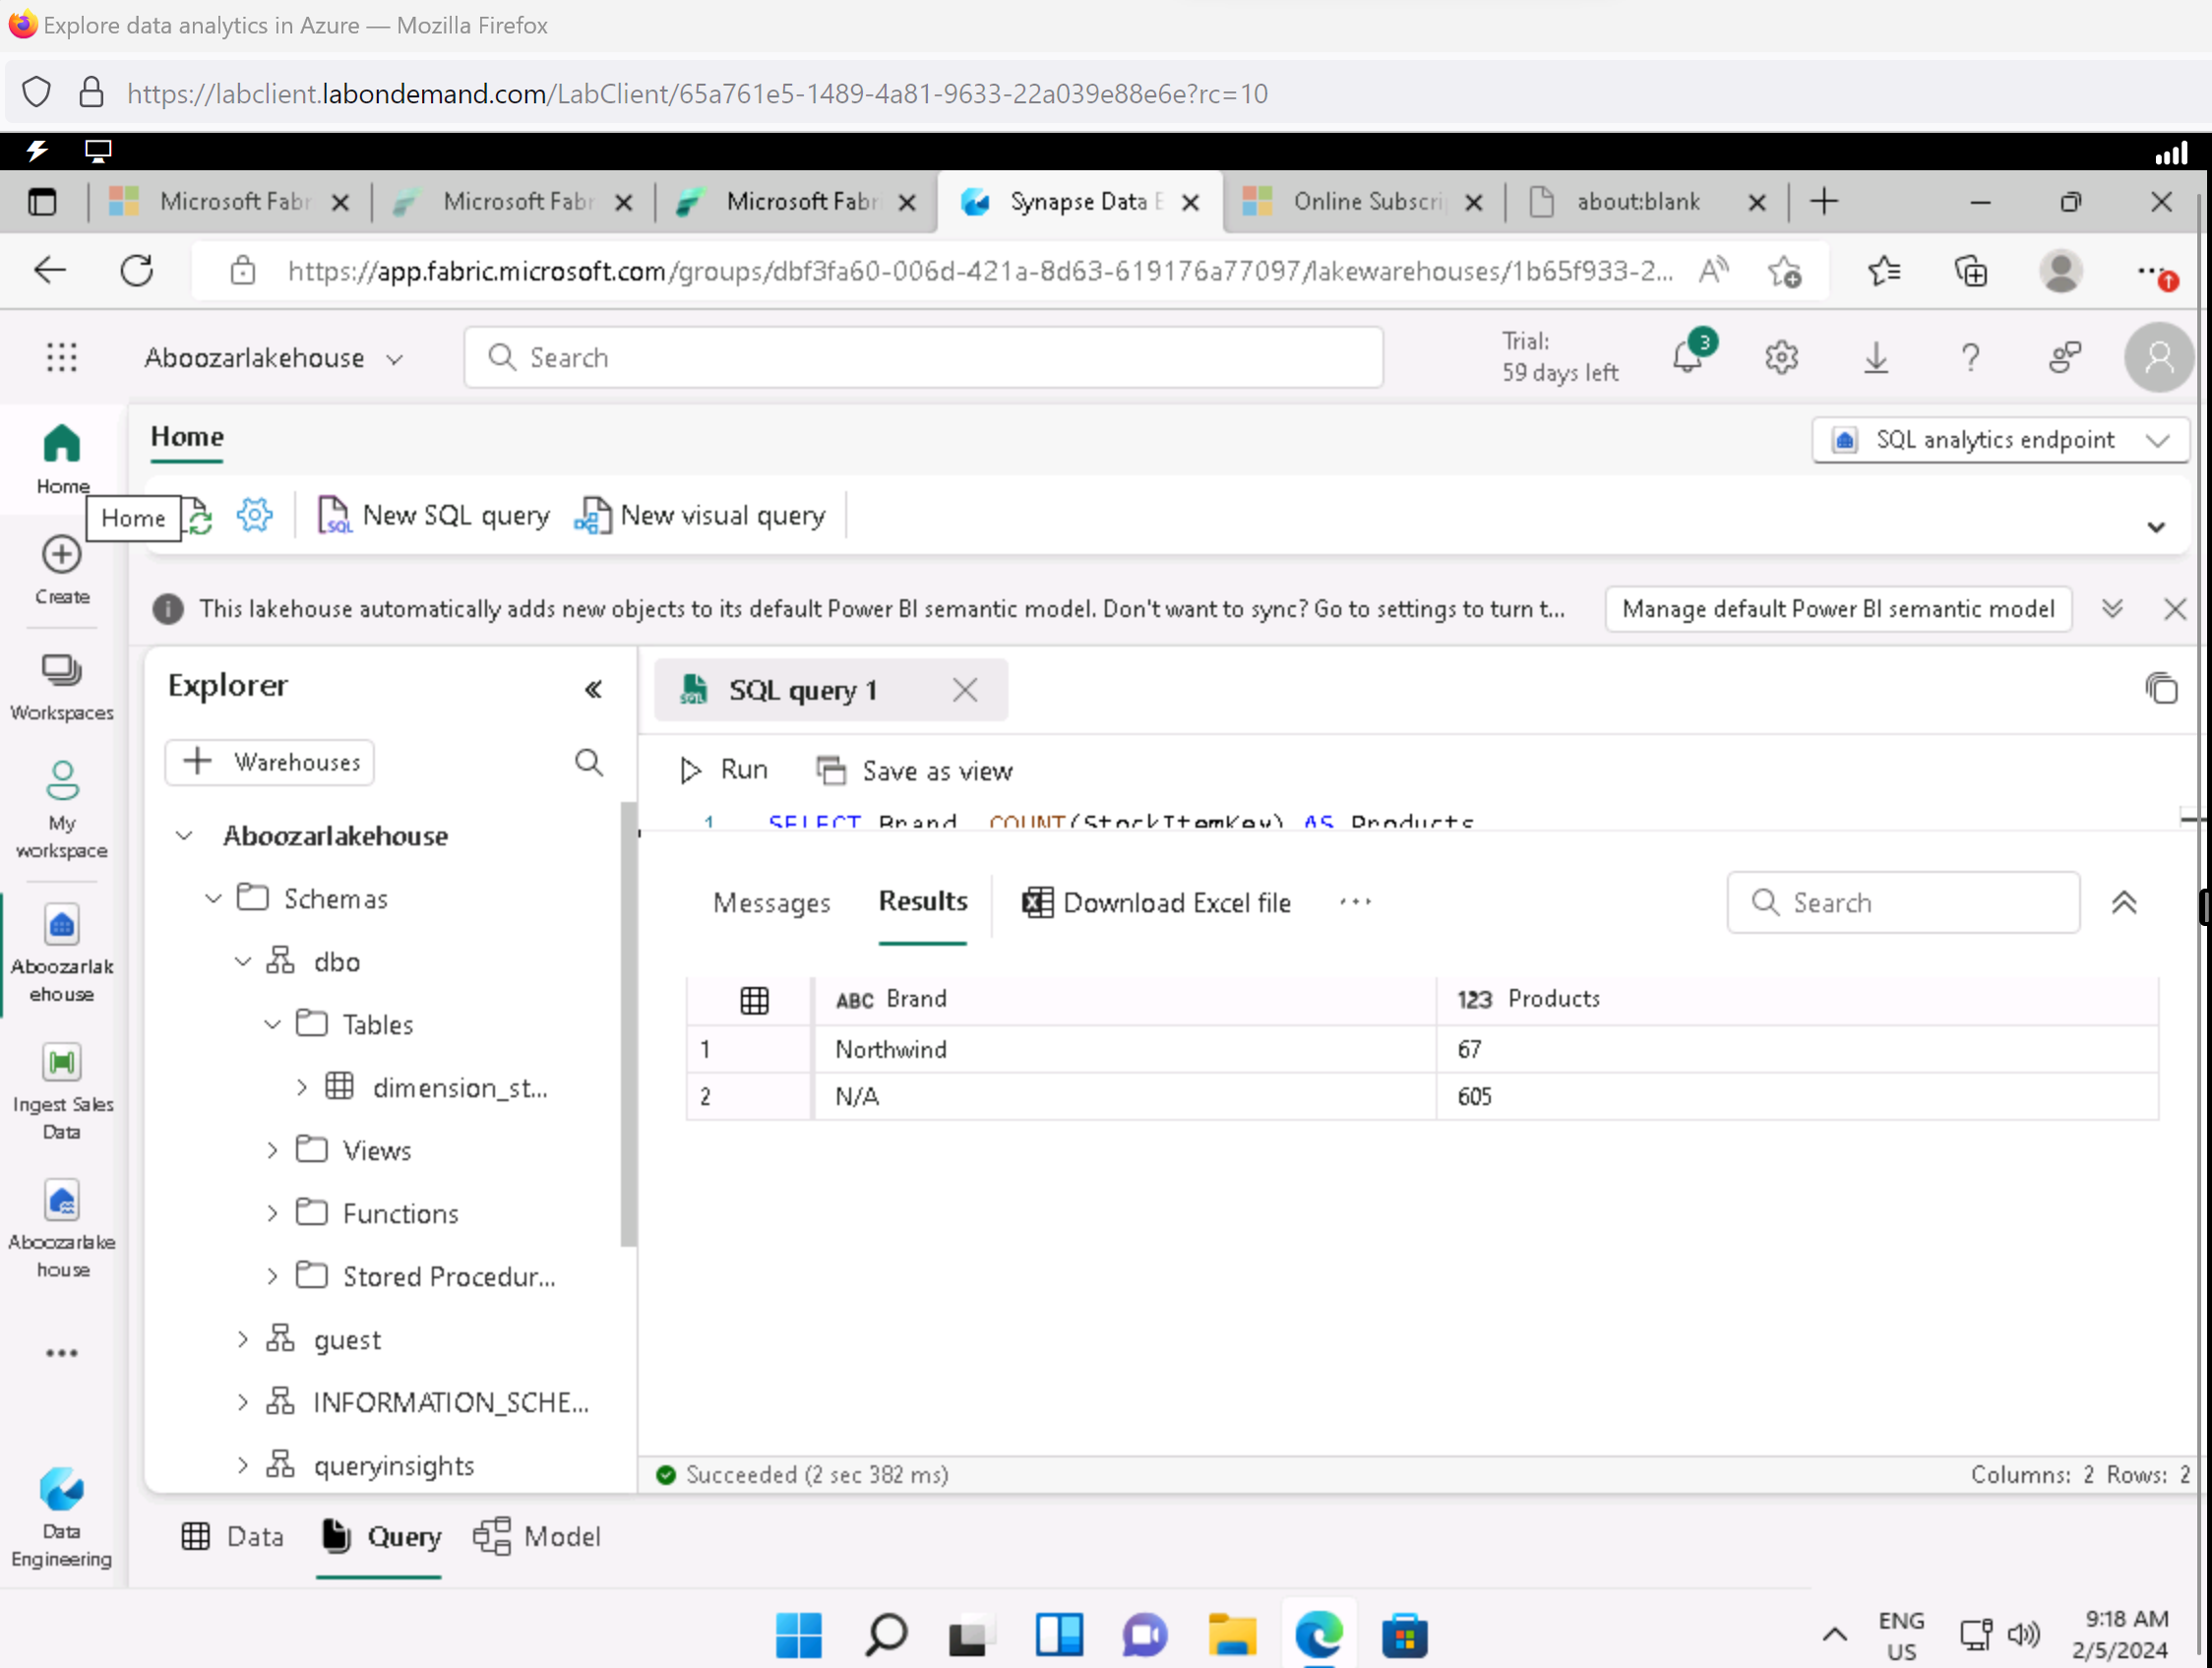 Explore data analytics in Azure — Mozilla Firefox
https://labclient.labondemand.com/LabClient/65a761e5-1489-4a81-9633-22a039e88e6e?rc=10
Microsoft Fabr
Microsoft Fabr
Microsoft Fabri
Synapse Data E
Online Subscrip
about:blank
https://app.fabric.microsoft.com/groups/dbf3fa60-006d-421a-8d63-619176a77097/lakewarehouses/1b65f933-2...
Aboozarlakehouse
Search
Trial:
59 days left
3
Home
SQL analytics endpoint
Home
Home
New SQL query
New visual query
Create
This lakehouse automatically adds new objects to its default Power BI semantic model. Don't want to sync? Go to settings to turn t...
Manage default Power BI semantic model
Workspaces
My
workspace
Aboozarlak
ehouse
Ingest Sales
Data
Aboozarlake
house
Data
Engineering
Explorer
Warehouses
Aboozarlakehouse
Schemas
dbo
Tables
dimension_st...
Views
Functions
Stored Procedur...
guest
INFORMATION_SCHE...
queryinsights
SQL query 1
Run
Save as view
1 SELECT Brand, COUNT(StockItemKey) AS Products
Messages
Results
Download Excel file
Search
ABC Brand
123 Products
1 Northwind 67
2 N/A 605
Succeeded (2 sec 382 ms)
Columns: 2 Rows: 2
Data
Query
Model
ENG
US
9:18 AM
2/5/2024